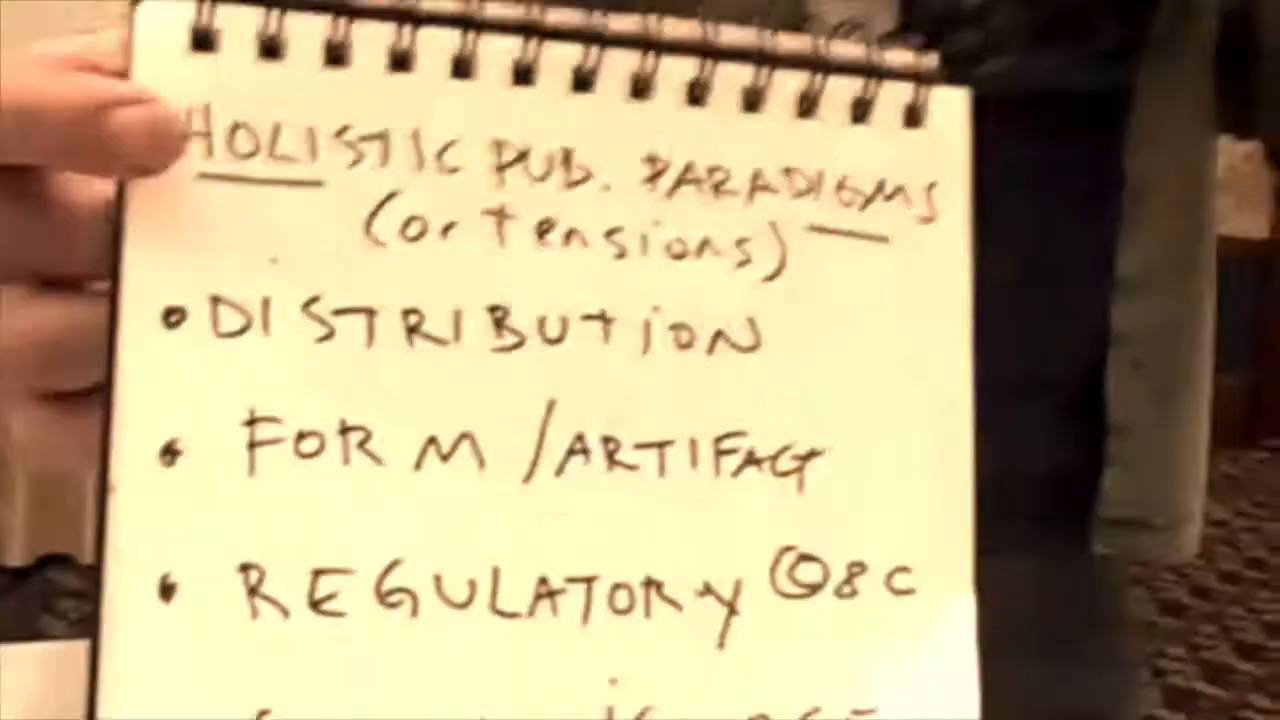 HOLISTIC PUB. PARADIGMS
(or tensions)
• DISTRIBUTION
• FORM /ARTIFACT
• REGULATORY